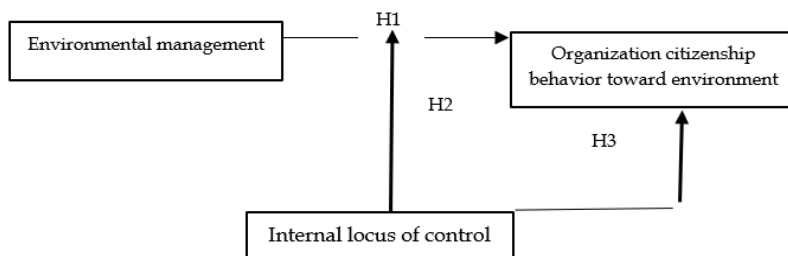 H1
Environmental management
Organization citizenship
behavior toward environment
H2
H3
Internal locus of control